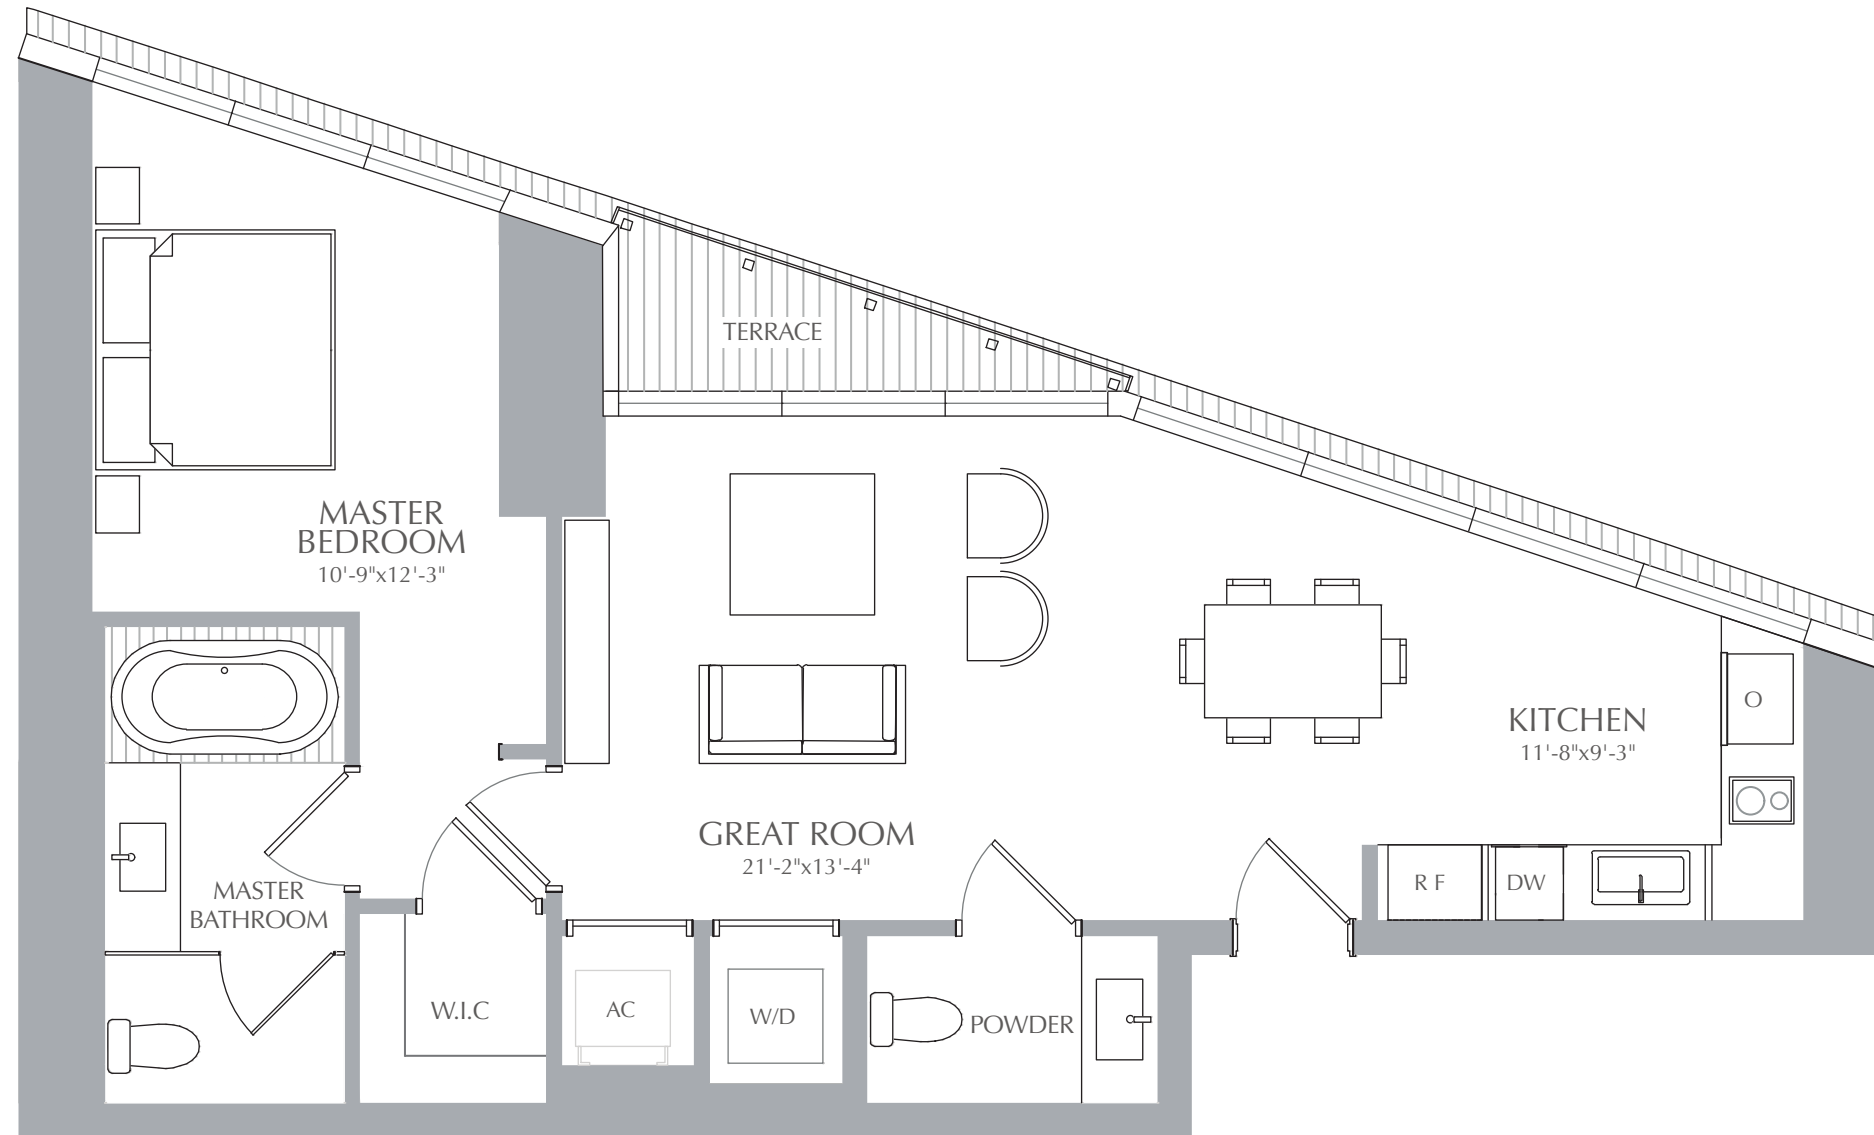 TERRACE
MASTER
BEDROOM
10'-9"x12'-3"
KITCHEN
11'-8"x9'-3"
O
GREAT ROOM
21'-2"x13'-4"
MASTER
BATHROOM
R F
DW
W.I.C
AC
W/D
POWDER